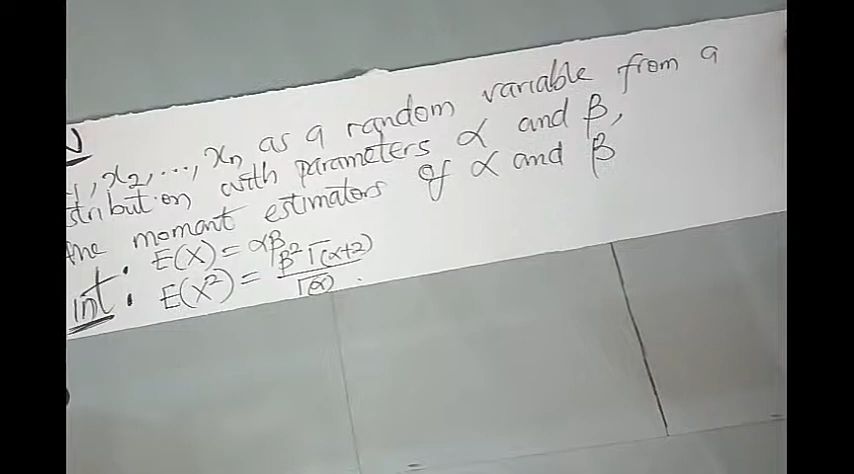 1, x2, ..., xn as a random variable from a
stribution with parameters α and β,
the moment estimators of α and β
int: E(X) = αβ
E(X²) = β² Γ(α+2) / Γ(α) .